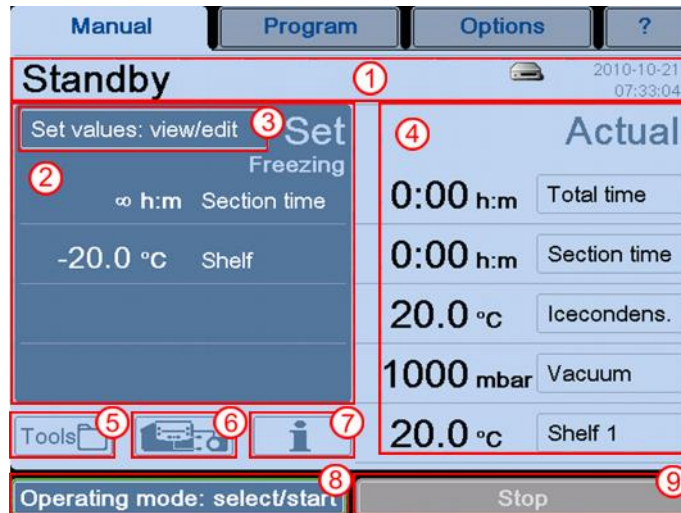 Manual Program Options ?
Standby ① 2010-10-21
07:33:04
Set values: view/edit ③ Set
② Freezing
∞ h:m Section time
-20.0 °C Shelf
④ Actual
0:00 h:m Total time
0:00 h:m Section time
20.0 °C Icecondens.
1000 mbar Vacuum
20.0 °C Shelf 1
Tools ⑤ ⑥ i ⑦
Operating mode: select/start ⑧ Stop ⑨